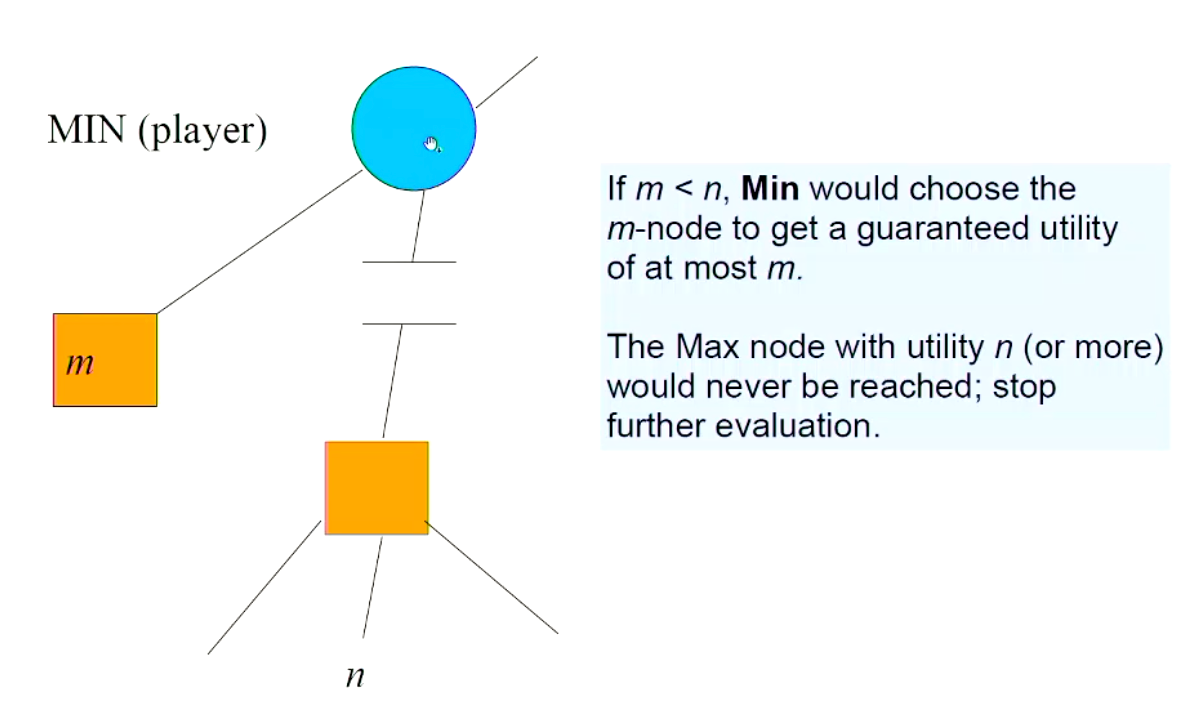 MIN (player)
If m < n, Min would choose the
m-node to get a guaranteed utility
of at most m.
The Max node with utility n (or more)
would never be reached; stop
further evaluation.
m
n